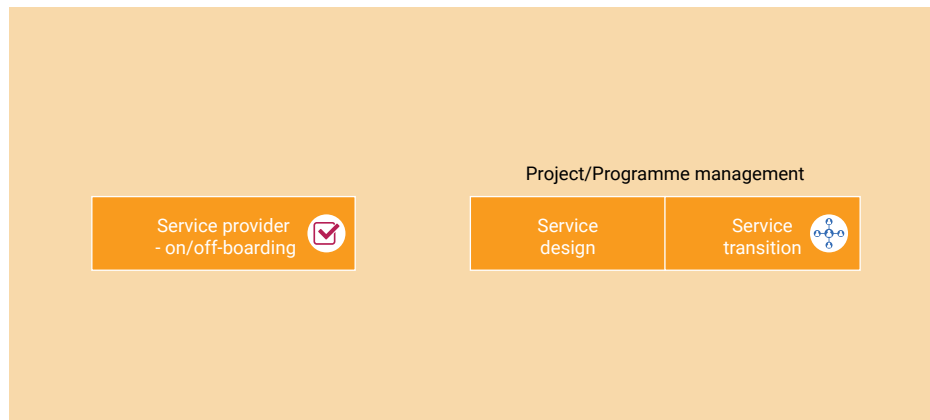 Project/Programme management
Service provider
- on/off-boarding
Service
design
Service
transition